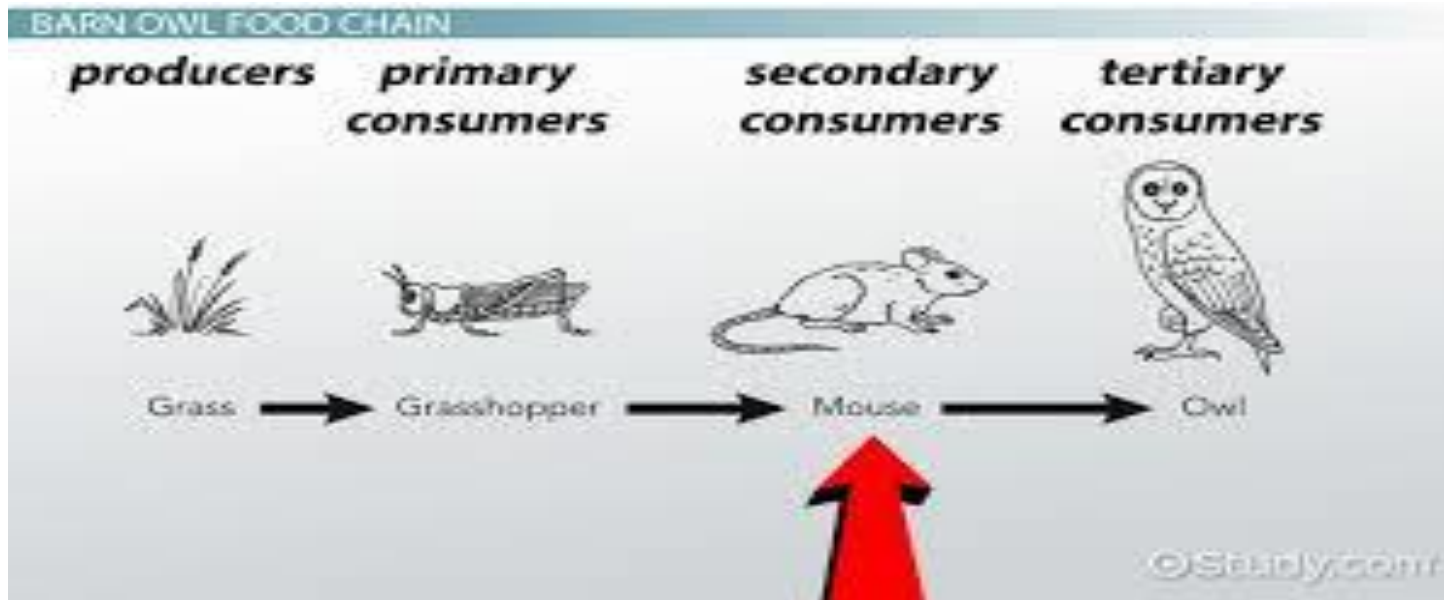 BARN OWL FOOD CHAIN
producers primary consumers secondary consumers tertiary consumers
Grass Grasshopper Mouse Owl
©Study.com